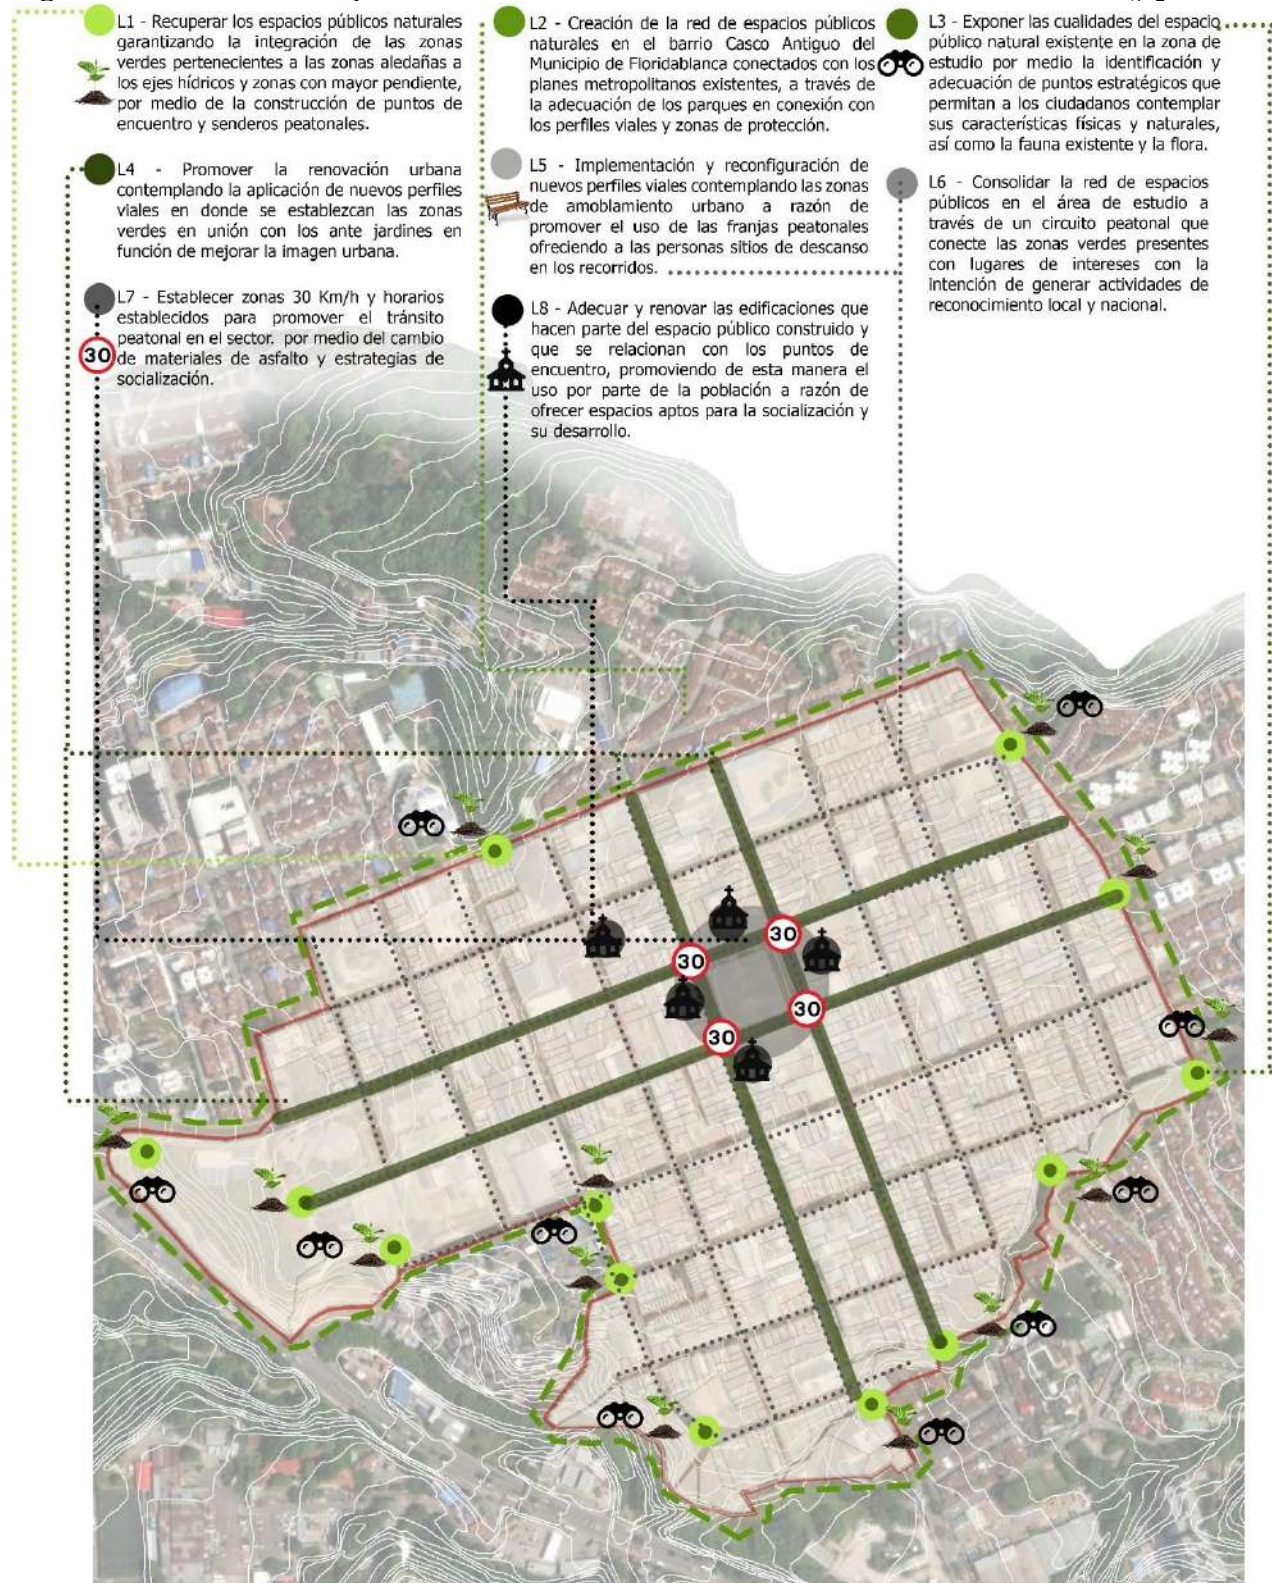 L1 - Recuperar los espacios públicos naturales
garantizando la integración de las zonas
verdes pertenecientes a las zonas aledañas a
los ejes hídricos y zonas con mayor pendiente,
por medio de la construcción de puntos de
encuentro y senderos peatonales.
L2 - Creación de la red de espacios públicos
naturales en el barrio Casco Antiguo del
Municipio de Floridablanca conectados con los
planes metropolitanos existentes, a través de
la adecuación de los parques en conexión con
los perfiles viales y zonas de protección.
L3 - Exponer las cualidades del espacio
público natural existente en la zona de
estudio por medio la identificación y
adecuación de puntos estratégicos que
permitan a los ciudadanos contemplar
sus características físicas y naturales,
así como la fauna existente y la flora.
L4 - Promover la renovación urbana
contemplando la aplicación de nuevos perfiles
viales en donde se establezcan las zonas
verdes en unión con los ante jardines en
función de mejorar la imagen urbana.
L5 - Implementación y reconfiguración de
nuevos perfiles viales contemplando las zonas
de amoblamiento urbano a razón de
promover el uso de las franjas peatonales
ofreciendo a las personas sitios de descanso
en los recorridos.
L6 - Consolidar la red de espacios
públicos en el área de estudio a
través de un circuito peatonal que
conecte las zonas verdes presentes
con lugares de intereses con la
intención de generar actividades de
reconocimiento local y nacional.
L7 - Establecer zonas 30 Km/h y horarios
establecidos para promover el tránsito
peatonal en el sector. por medio del cambio
de materiales de asfalto y estrategias de
socialización.
30
L8 - Adecuar y renovar las edificaciones que
hacen parte del espacio público construido y
que se relacionan con los puntos de
encuentro, promoviendo de esta manera el
uso por parte de la población a razón de
ofrecer espacios aptos para la socialización y
su desarrollo.
30
30
30
30